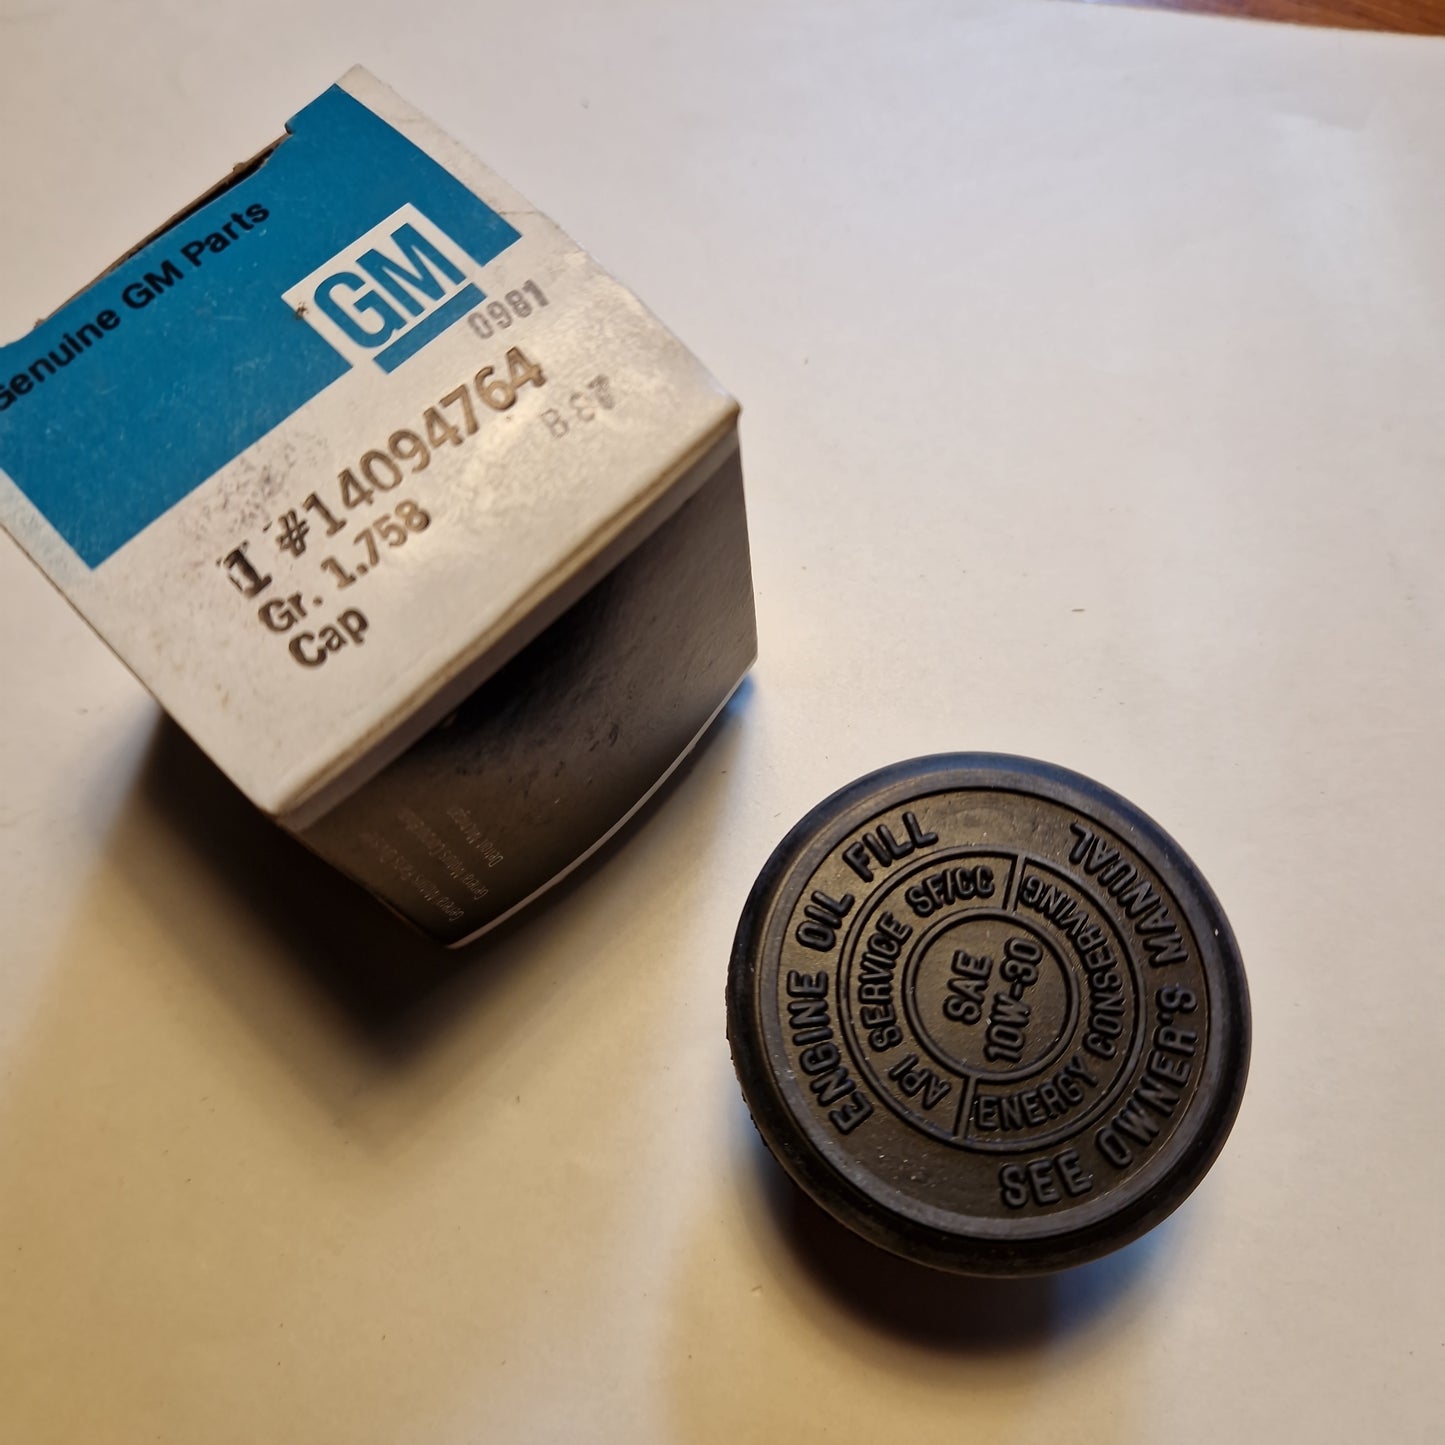 Genuine GM Parts
GM
0981
1 #14094764
Gr. 1.758
Cap
ENGINE OIL FILL
SEE OWNER'S MANUAL
API SERVICE SF/CC
ENERGY CONSERVING
SAE
10W-30